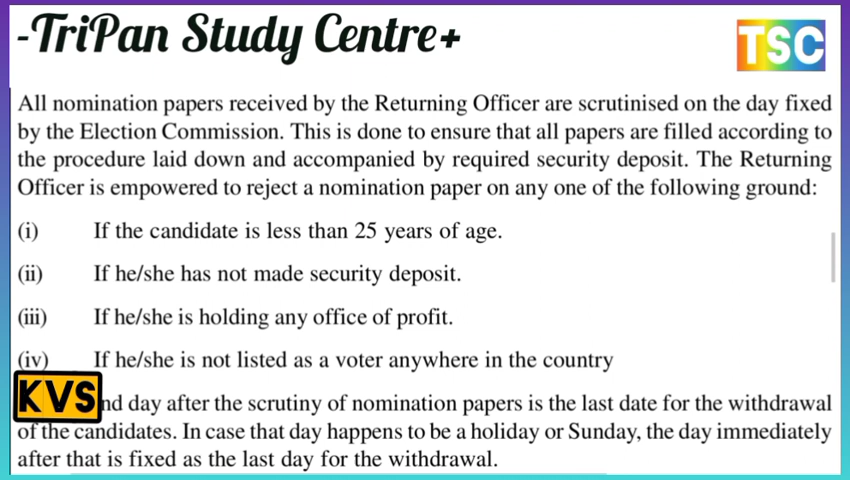 -TriPan Study Centre+
TSC
All nomination papers received by the Returning Officer are scrutinised on the day fixed
by the Election Commission. This is done to ensure that all papers are filled according to
the procedure laid down and accompanied by required security deposit. The Returning
Officer is empowered to reject a nomination paper on any one of the following ground:
(i) If the candidate is less than 25 years of age.
(ii) If he/she has not made security deposit.
(iii) If he/she is holding any office of profit.
(iv) If he/she is not listed as a voter anywhere in the country
KVS
day after the scrutiny of nomination papers is the last date for the withdrawal
of the candidates. In case that day happens to be a holiday or Sunday, the day immediately
after that is fixed as the last day for the withdrawal.